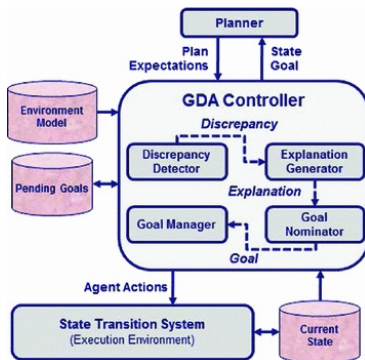 Planner
Plan
Expectations
State
Goal
GDA Controller
Environment
Model
Discrepancy
Discrepancy
Detector
Explanation
Generator
Pending Goals
Explanation
Goal Manager
Goal
Nominator
Goal
Agent Actions
State Transition System
(Execution Environment)
Current
State